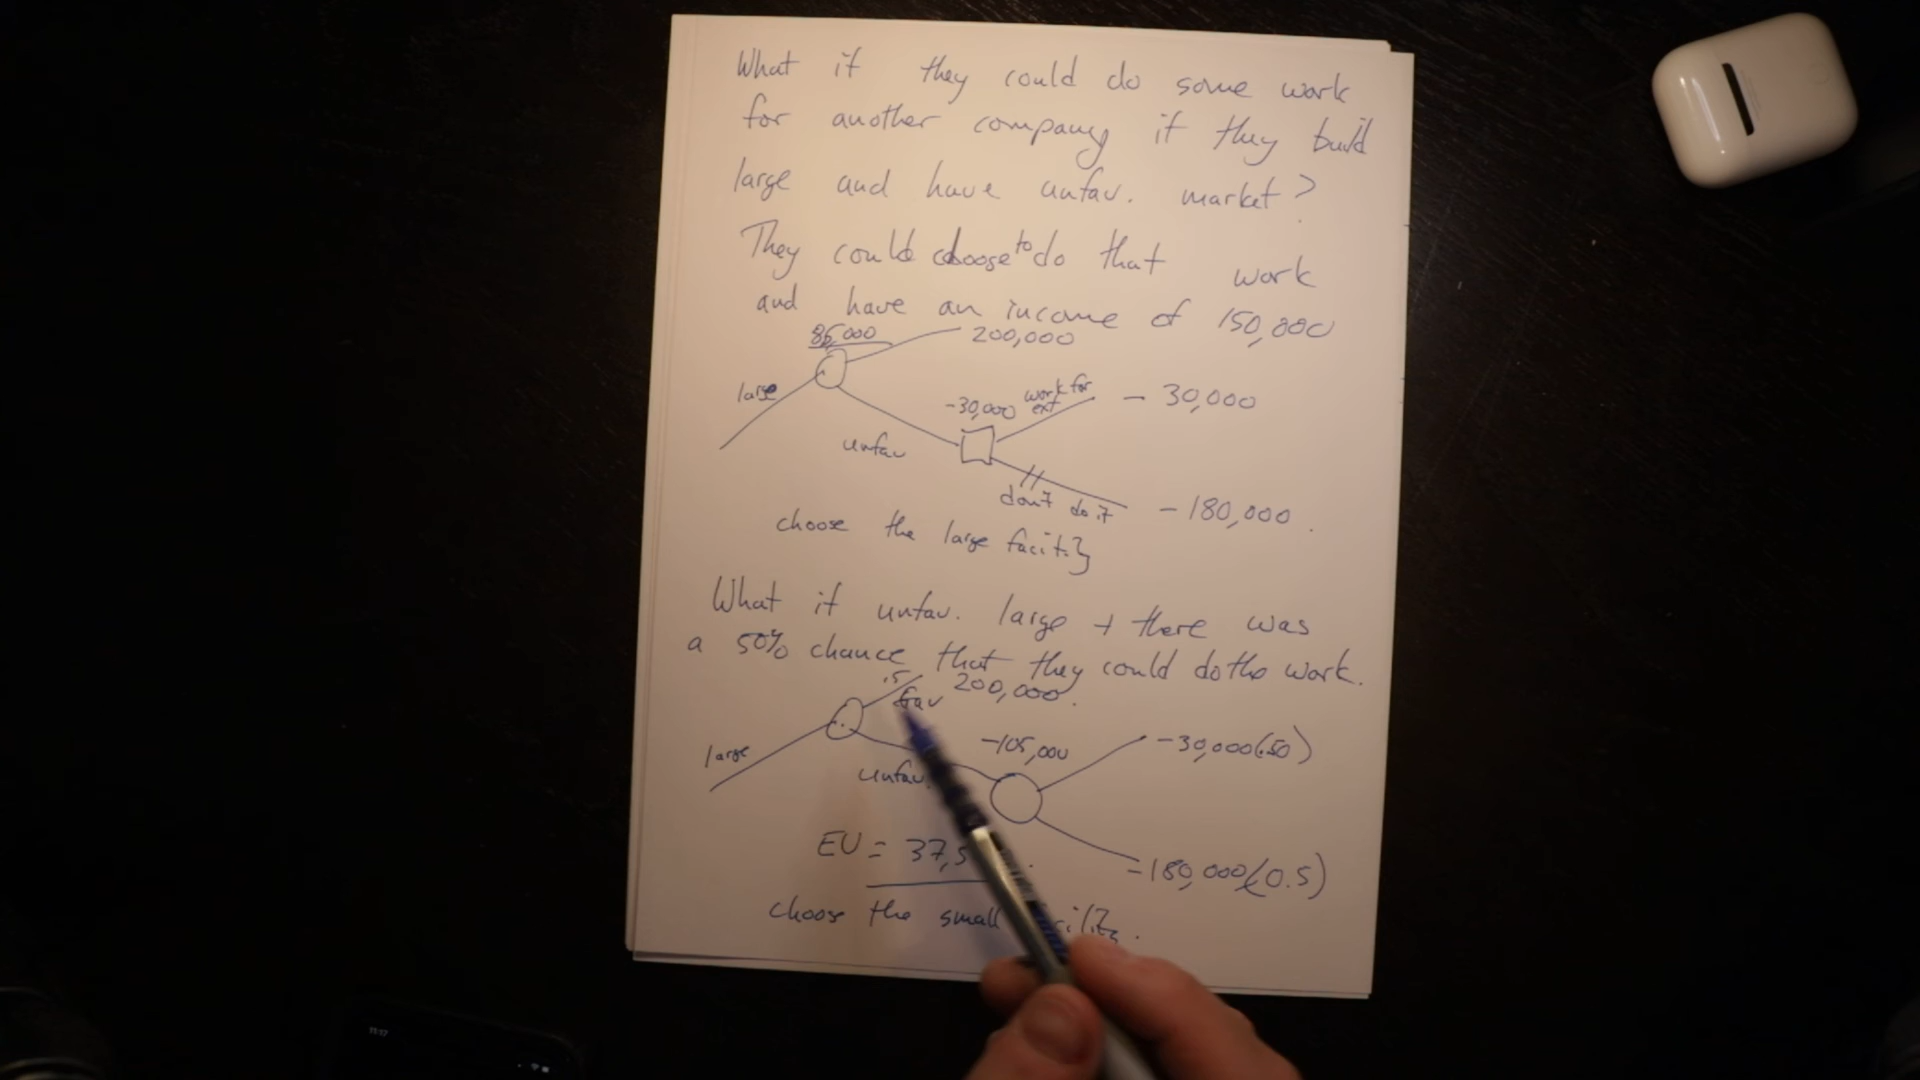 What if they could do some work
for another company if they build
large and have unfav. market?
They could choose to do that work
and have an income of 150,000
85,000
200,000
large
-30,000
work for
ext
- 30,000
unfav
don't do it
- 180,000
choose the large
What if unfav. large + there was
a 50% chance that they could do the work.
.5
fav
200,000.
large
unfav.
-105,000
-30,000(.50)
-180,000(0.5)
EU = 37,5
choose the small
11:17